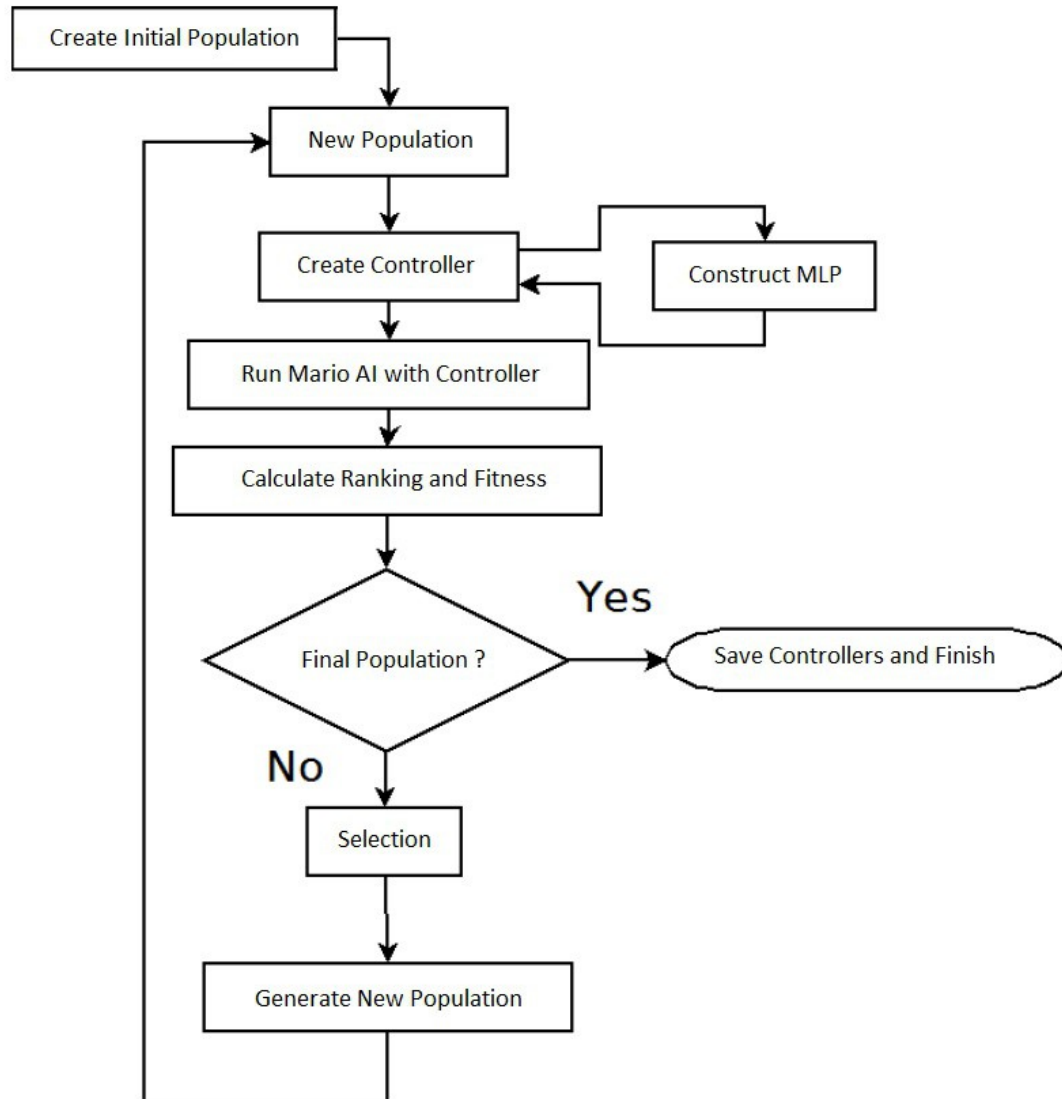 Create Initial Population
New Population
Create Controller
Construct MLP
Run Mario AI with Controller
Calculate Ranking and Fitness
Yes
Final Population ?
Save Controllers and Finish
No
Selection
Generate New Population